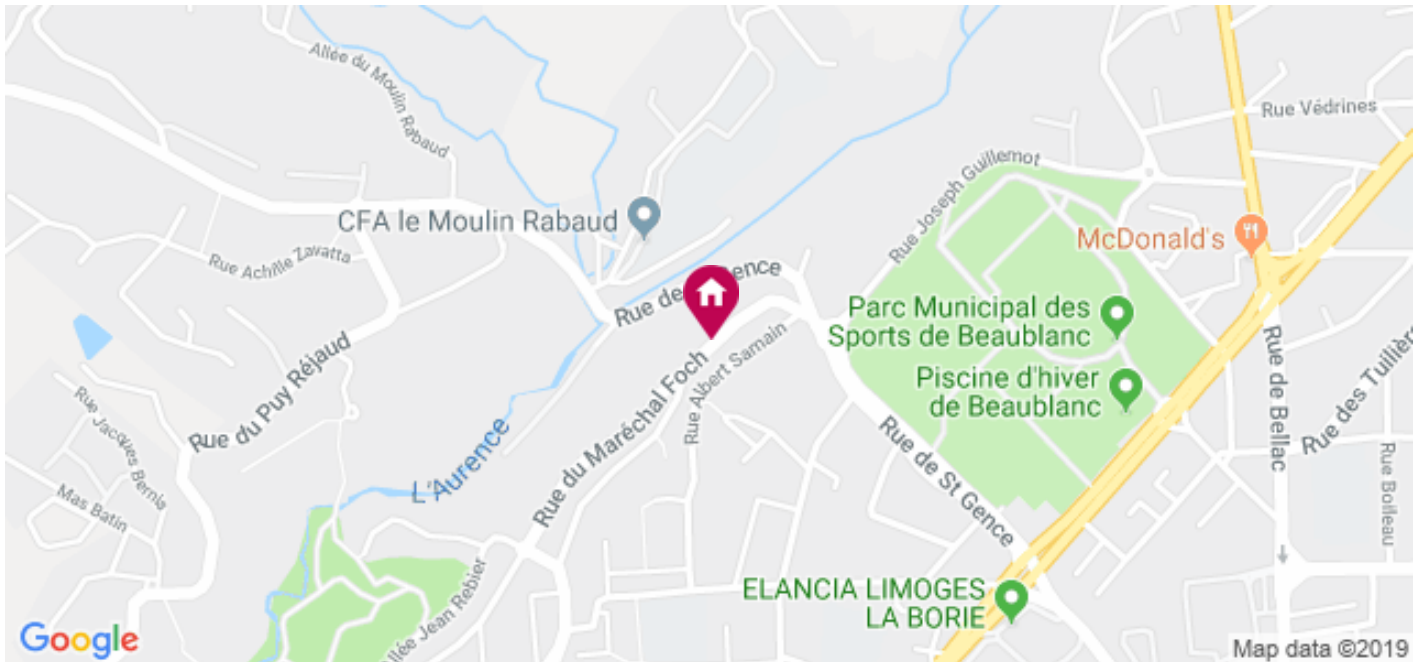 Allée du Moulin Rabaud
Rue Védrines
Rue Joseph Guillemot
CFA le Moulin Rabaud
McDonald's
Rue Achille Zavatta
Rue de
ence
Parc Municipal des
Sports de Beaublanc
Rue du Puy Réjaud
Rue du Maréchal Foch
Rue Albert Samain
Piscine d'hiver
de Beaublanc
Rue de Bellac
Rue des Tuilièr
Rue Jacques Bernia
L'Aurence
Rue de St Gence
Rue Boileau
Mas Batin
Allée Jean Rebier
ELANCIA LIMOGES
LA BORIE
Google
Map data ©2019